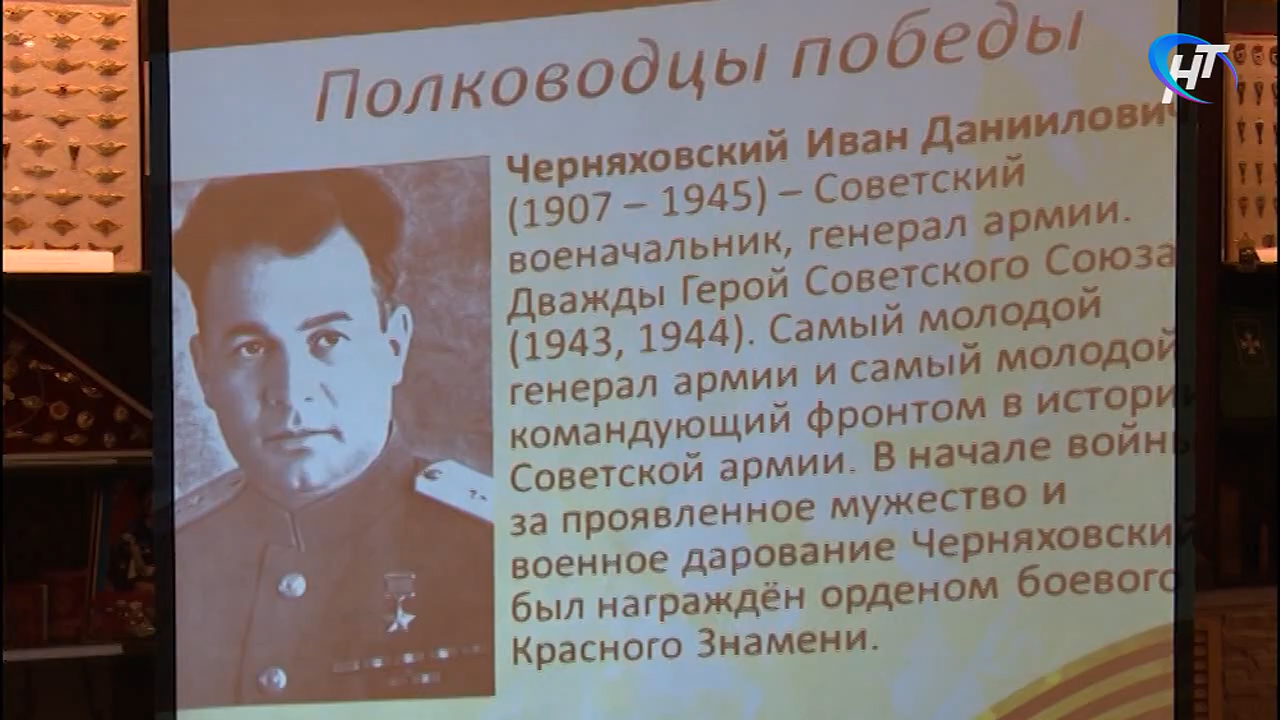 Полководцы победы
НТ
Черняховский Иван Даниилович
(1907 – 1945) – Советский
военачальник, генерал армии.
Дважды Герой Советского Союза
(1943, 1944). Самый молодой
генерал армии и самый молодой
командующий фронтом в истори
Советской армии. В начале войны
за проявленное мужество и
военное дарование Черняховский
был награждён орденом боевого
Красного Знамени.